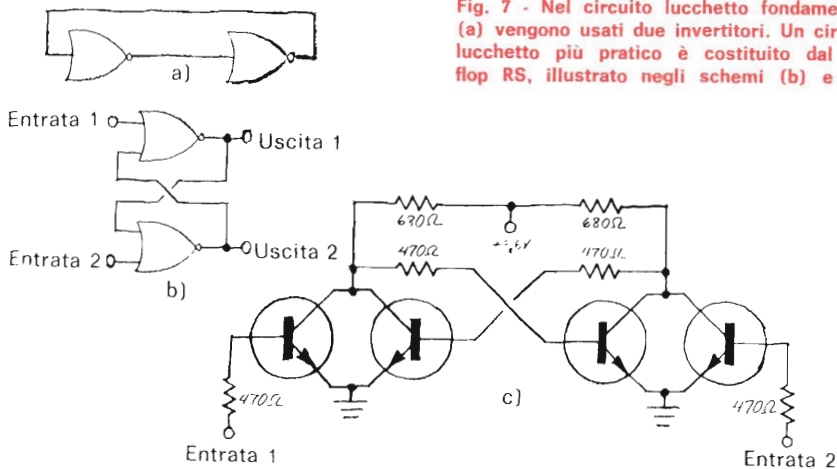 Fig. 7 - Nel circuito lucchetto fondame
(a) vengono usati due invertitori. Un cir
lucchetto più pratico è costituito dal
flop RS, illustrato negli schemi (b) e
a)
Entrata 1
Uscita 1
Entrata 2
Uscita 2
b)
680Ω
470Ω
470Ω
470Ω
470Ω
c)
Entrata 1
Entrata 2